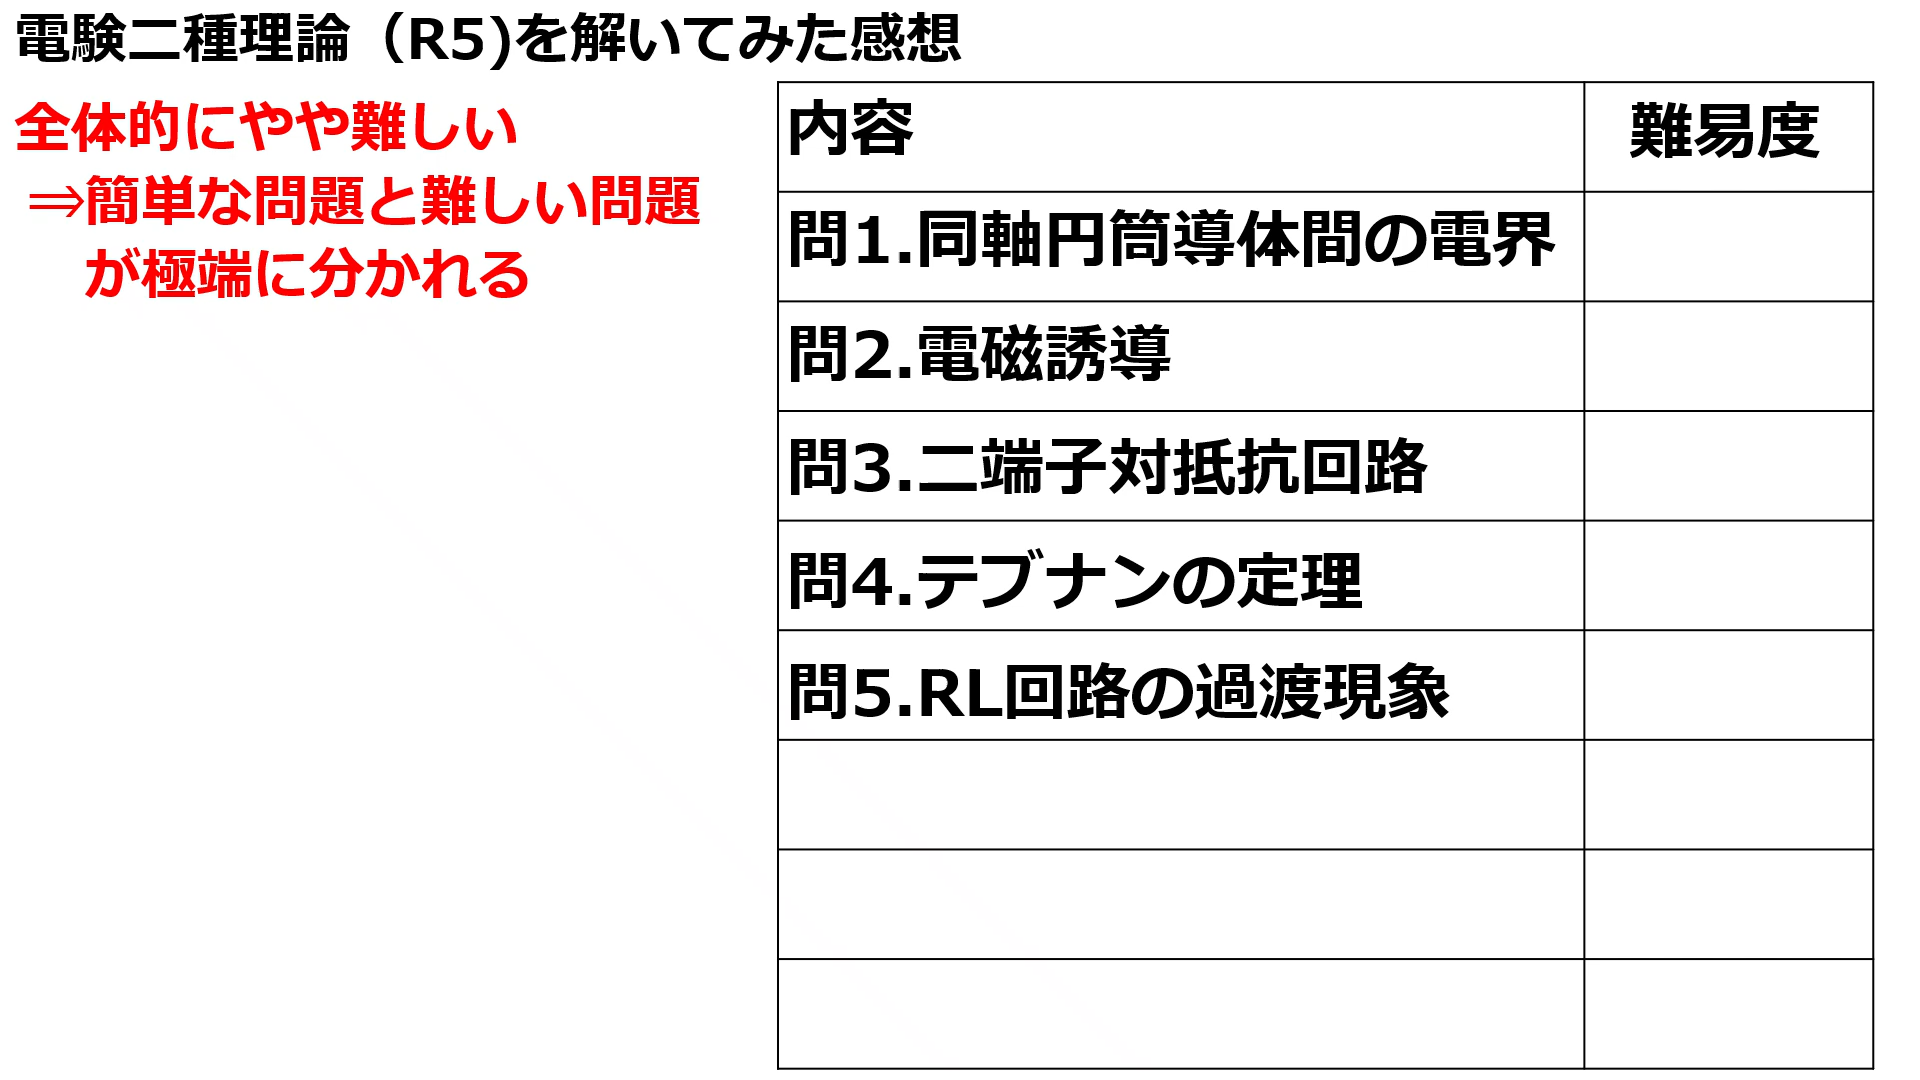 電験二種理論（R5)を解いてみた感想
全体的にやや難しい
⇒簡単な問題と難しい問題
が極端に分かれる
内容
難易度
問1.同軸円筒導体間の電界
問2.電磁誘導
問3.二端子対抵抗回路
問4.テブナンの定理
問5.RL回路の過渡現象